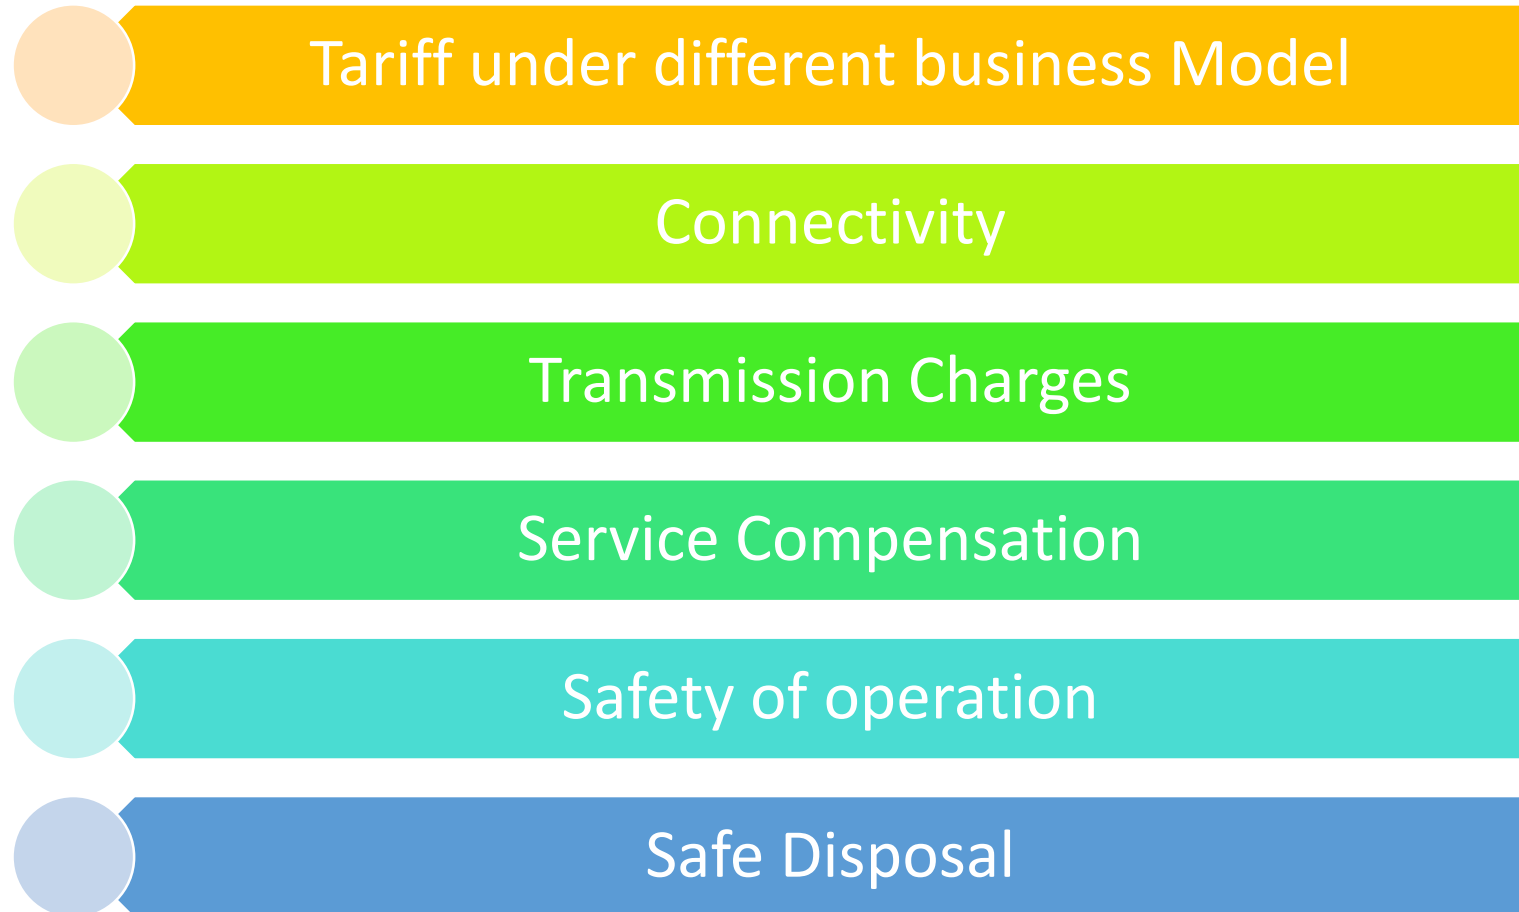 Tariff under different business Model
Connectivity
Transmission Charges
Service Compensation
Safety of operation
Safe Disposal